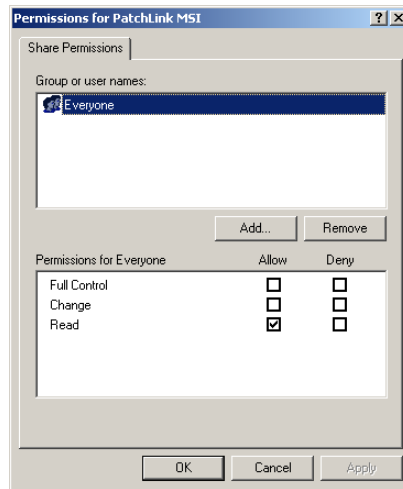 Permissions for PatchLink MSI
Share Permissions
Group or user names:
Everyone
Add... Remove
Permissions for Everyone Allow Deny
Full Control
Change
Read
OK Cancel Apply